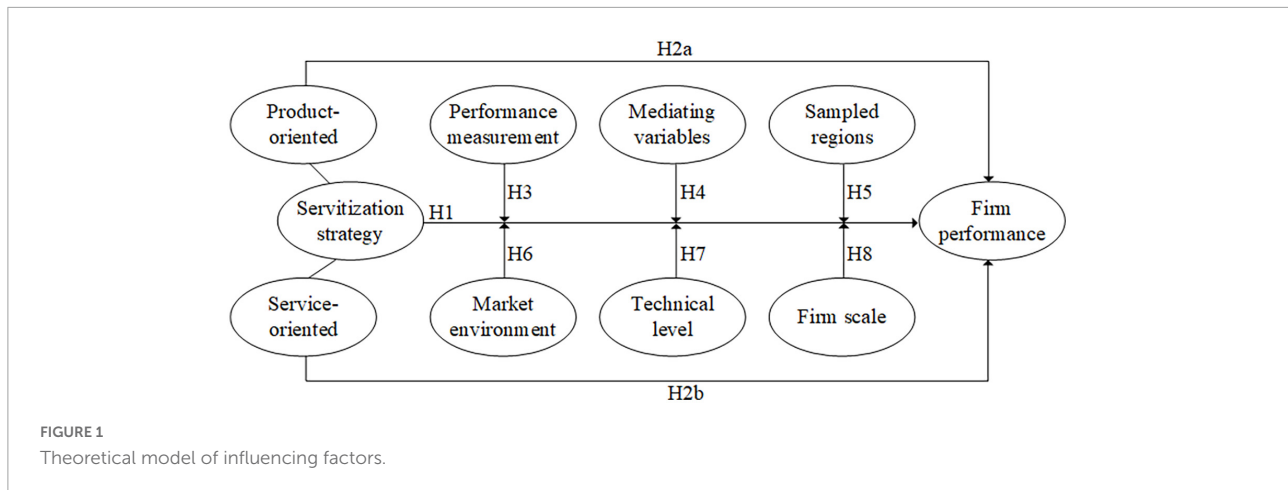 H2a
Product-
oriented
Performance
measurement
Mediating
variables
Sampled
regions
H3
H4
H5
Servitization
strategy
H1
Firm
performance
H6
H7
H8
Service-
oriented
Market
environment
Technical
level
Firm scale
H2b
FIGURE 1
Theoretical model of influencing factors.